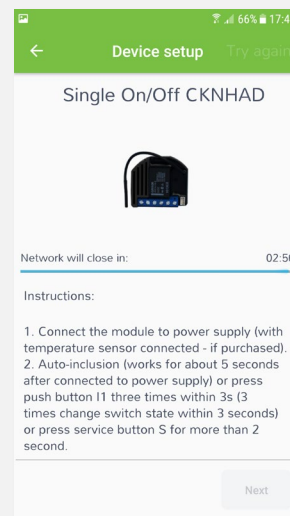 66% 17:4
Device setup Try again
Single On/Off CKNHAD
Network will close in: 02:50
Instructions:
1. Connect the module to power supply (with
temperature sensor connected - if purchased).
2. Auto-inclusion (works for about 5 seconds
after connected to power supply) or press
push button I1 three times within 3s (3
times change switch state within 3 seconds)
or press service button S for more than 2
second.
Next